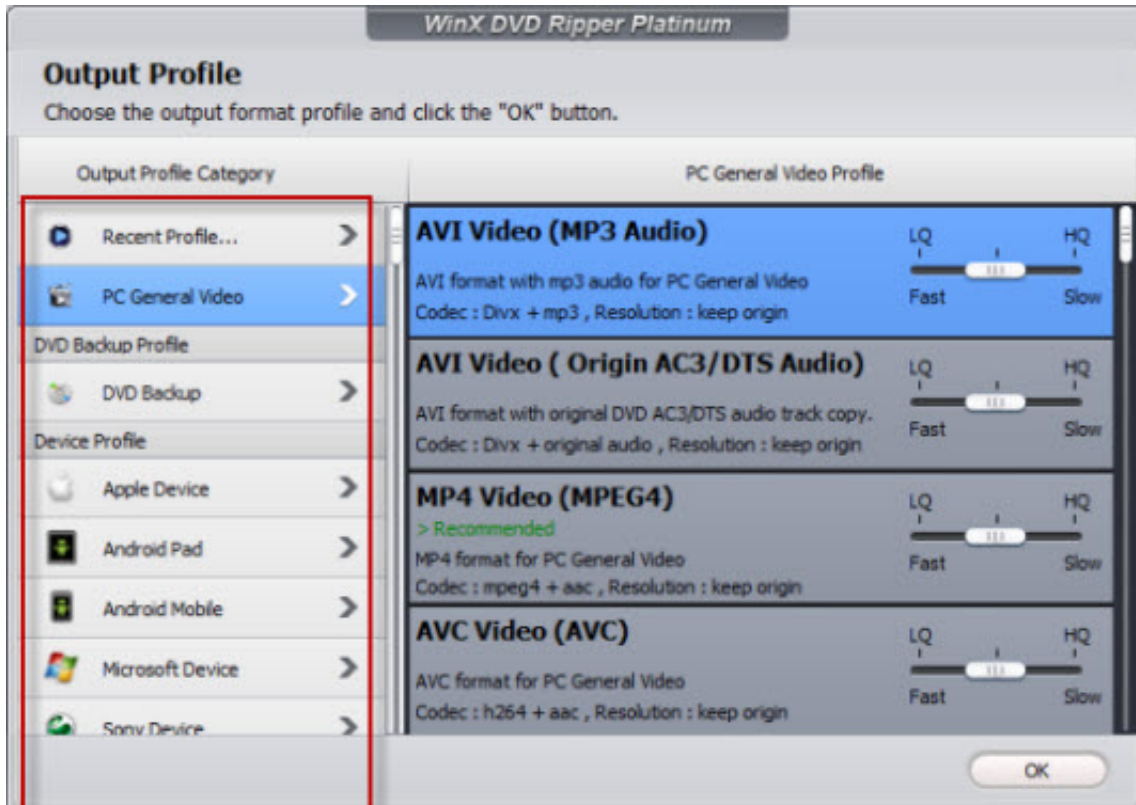 WinX DVD Ripper Platinum
Output Profile
Choose the output format profile and click the "OK" button.
Output Profile Category
PC General Video Profile
Recent Profile...
PC General Video
DVD Backup Profile
DVD Backup
Device Profile
Apple Device
Android Pad
Android Mobile
Microsoft Device
Sony Device
AVI Video (MP3 Audio)
LQ HQ
AVI format with mp3 audio for PC General Video
Fast Slow
Codec : Divx + mp3 , Resolution : keep origin
AVI Video ( Origin AC3/DTS Audio)
LQ HQ
AVI format with original DVD AC3/DTS audio track copy.
Fast Slow
Codec : Divx + original audio , Resolution : keep origin
MP4 Video (MPEG4)
LQ HQ
> Recommended
MP4 format for PC General Video
Fast Slow
Codec : mpeg4 + aac , Resolution : keep origin
AVC Video (AVC)
LQ HQ
AVC format for PC General Video
Fast Slow
Codec : h264 + aac , Resolution : keep origin
OK